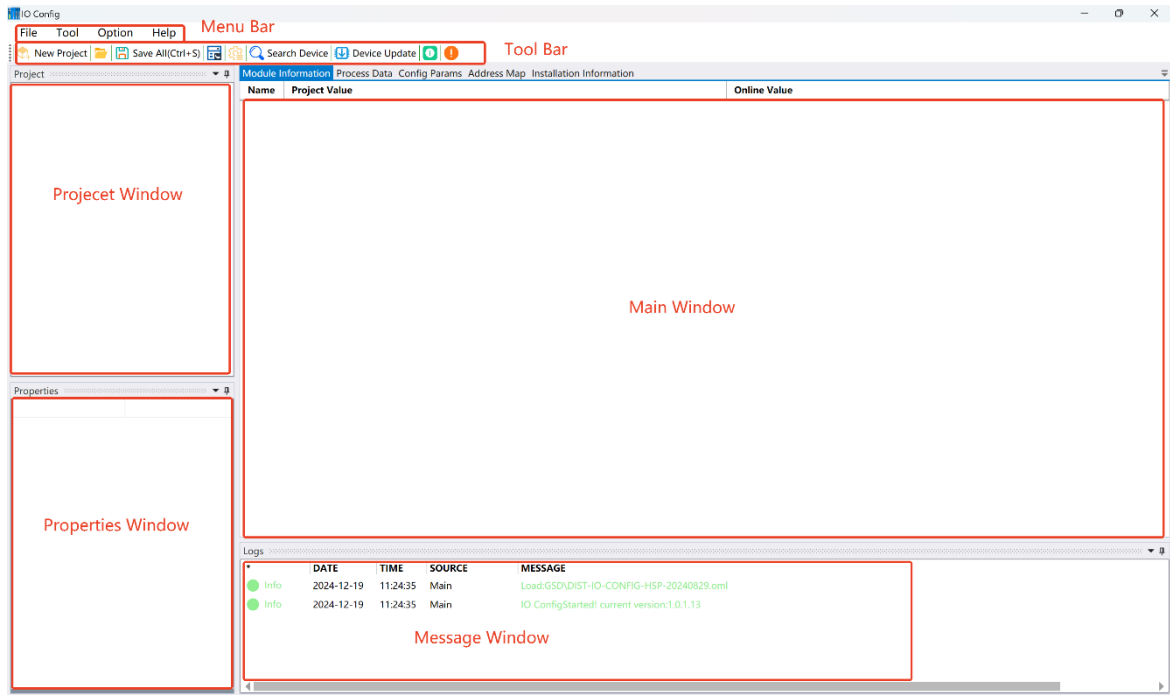 IO Config
File Tool Option Help Menu Bar
New Project Save All(Ctrl+S) Search Device Device Update Tool Bar
Project
Module Information Process Data Config Params Address Map Installation Information
Name Project Value Online Value
Projecet Window
Main Window
Properties
Properties Window
Logs
* DATE TIME SOURCE MESSAGE
Info 2024-12-19 11:24:35 Main Load:GSD\DIST-IO-CONFIG-HSP-20240829.oml
Info 2024-12-19 11:24:35 Main IO ConfigStarted! current version:1.0.1.13
Message Window